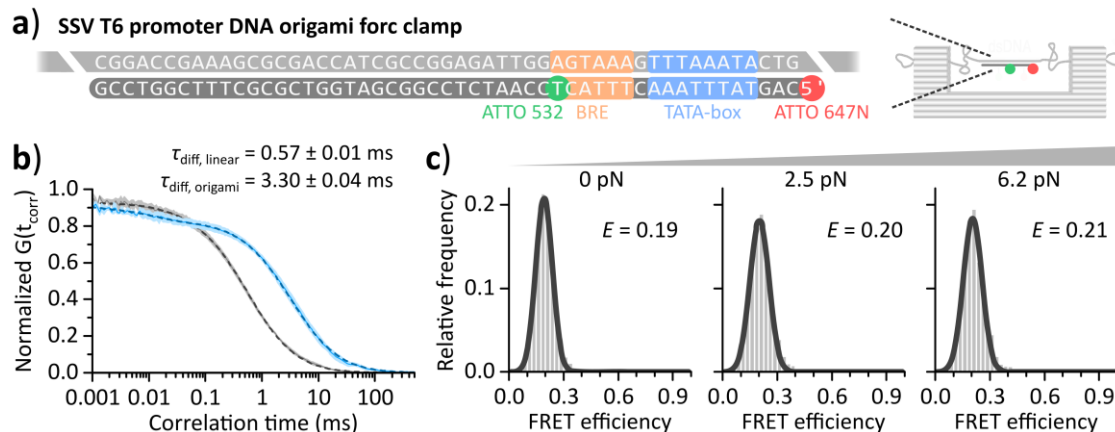 a) SSV T6 promoter DNA origami forc clamp
CGGACCGAAAGCGCGACCATCGCCGGAGATTGGAGTAAAGTTTAAATACTG
GCCTGGCTTTCGCGCTGGTAGCGGCCTCTAACCTCATTTCAAATTTATGAC5'
ATTO 532 BRE TATA-box ATTO 647N
b)
τdiff, linear = 0.57 ± 0.01 ms
τdiff, origami = 3.30 ± 0.04 ms
Normalized G(tcorr)
1.0
0.8
0.6
0.4
0.2
0.0
0.001 0.01 0.1 1 10 100
Correlation time (ms)
c)
0 pN 2.5 pN 6.2 pN
Relative frequency
0.2
0.1
0.0
E = 0.19 E = 0.20 E = 0.21
0.0 0.3 0.6 0.9 0.0 0.3 0.6 0.9 0.0 0.3 0.6 0.9
FRET efficiency FRET efficiency FRET efficiency